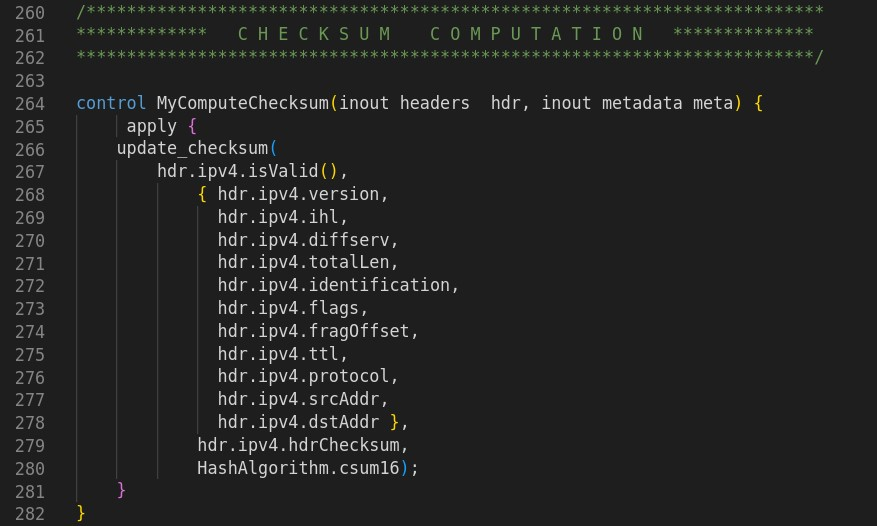 260 /*************************************************************************
261 *************   C H E C K S U M    C O M P U T A T I O N   **************
262 *************************************************************************/
263
264 control MyComputeChecksum(inout headers  hdr, inout metadata meta) {
265      apply {
266     update_checksum(
267         hdr.ipv4.isValid(),
268             { hdr.ipv4.version,
269               hdr.ipv4.ihl,
270               hdr.ipv4.diffserv,
271               hdr.ipv4.totalLen,
272               hdr.ipv4.identification,
273               hdr.ipv4.flags,
274               hdr.ipv4.fragOffset,
275               hdr.ipv4.ttl,
276               hdr.ipv4.protocol,
277               hdr.ipv4.srcAddr,
278               hdr.ipv4.dstAddr },
279             hdr.ipv4.hdrChecksum,
280             HashAlgorithm.csum16);
281     }
282 }